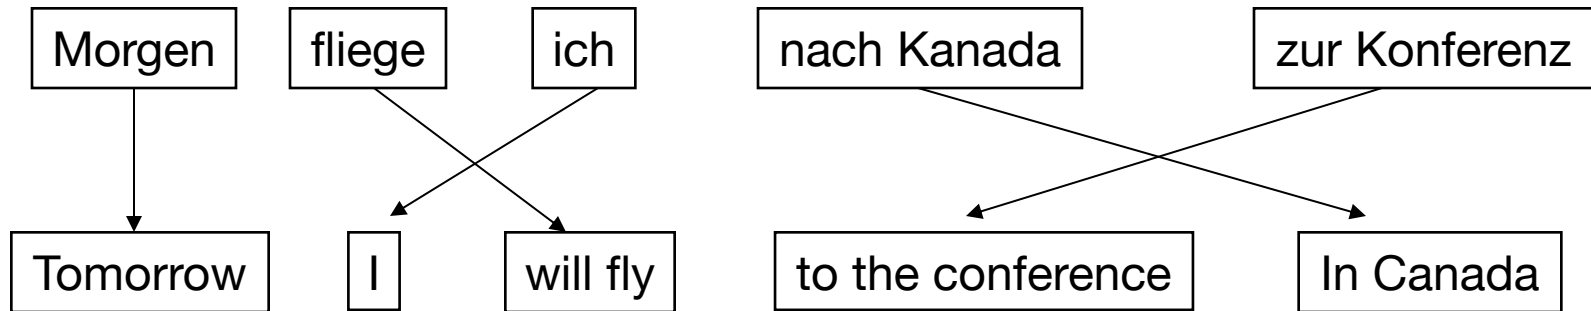 Morgen fliege ich nach Kanada zur Konferenz
Tomorrow I will fly to the conference In Canada